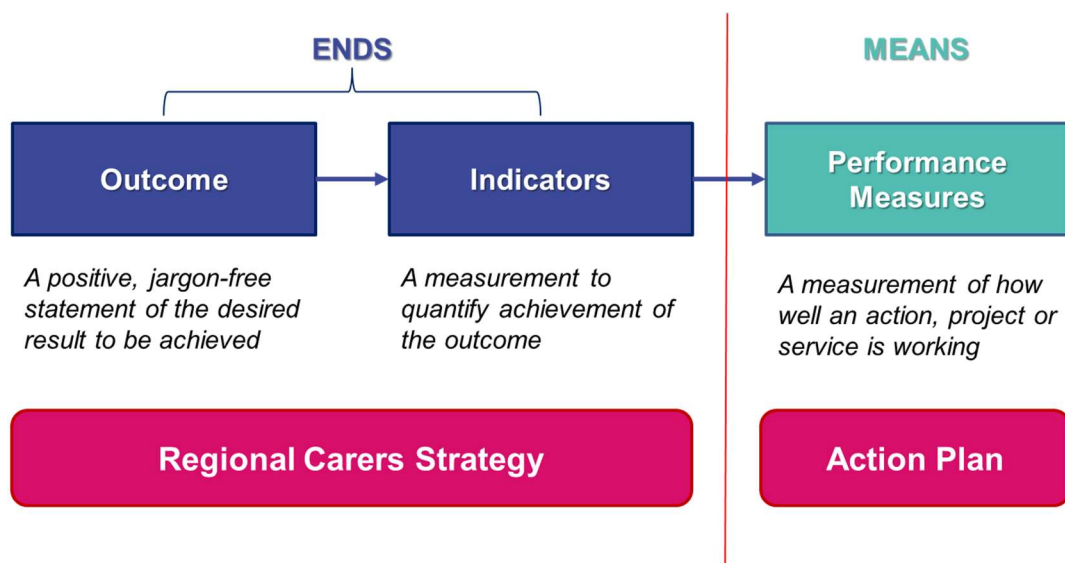 ENDS
MEANS
Outcome
Indicators
Performance
Measures
A positive, jargon-free
statement of the desired
result to be achieved
A measurement to
quantify achievement of
the outcome
A measurement of how
well an action, project or
service is working
Regional Carers Strategy
Action Plan